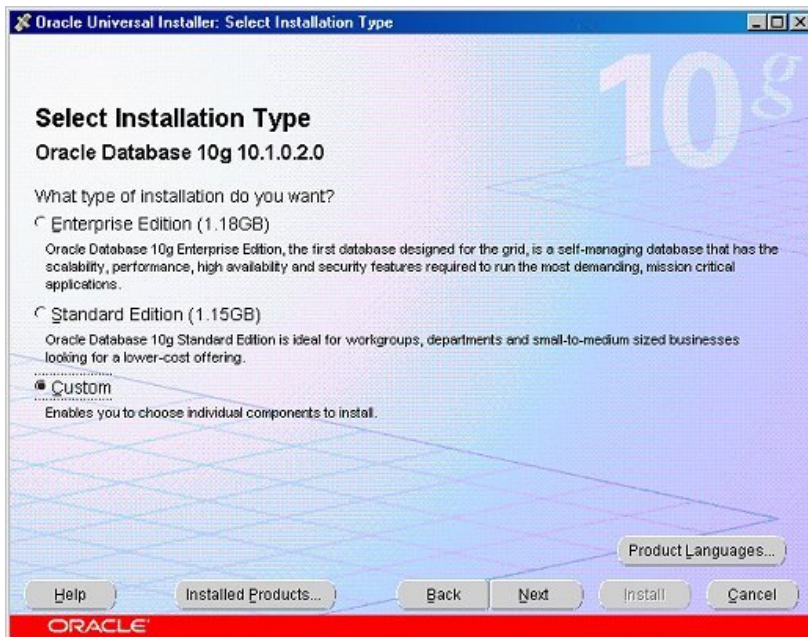 Oracle Universal Installer: Select Installation Type
10g
Select Installation Type
Oracle Database 10g 10.1.0.2.0
What type of installation do you want?
Enterprise Edition (1.18GB)
Oracle Database 10g Enterprise Edition, the first database designed for the grid, is a self-managing database that has the
scalability, performance, high availability and security features required to run the most demanding, mission critical
applications.
Standard Edition (1.15GB)
Oracle Database 10g Standard Edition is ideal for workgroups, departments and small-to-medium sized businesses
looking for a lower-cost offering.
Custom
Enables you to choose individual components to install.
Product Languages...
Help Installed Products... Back Next Install Cancel
ORACLE